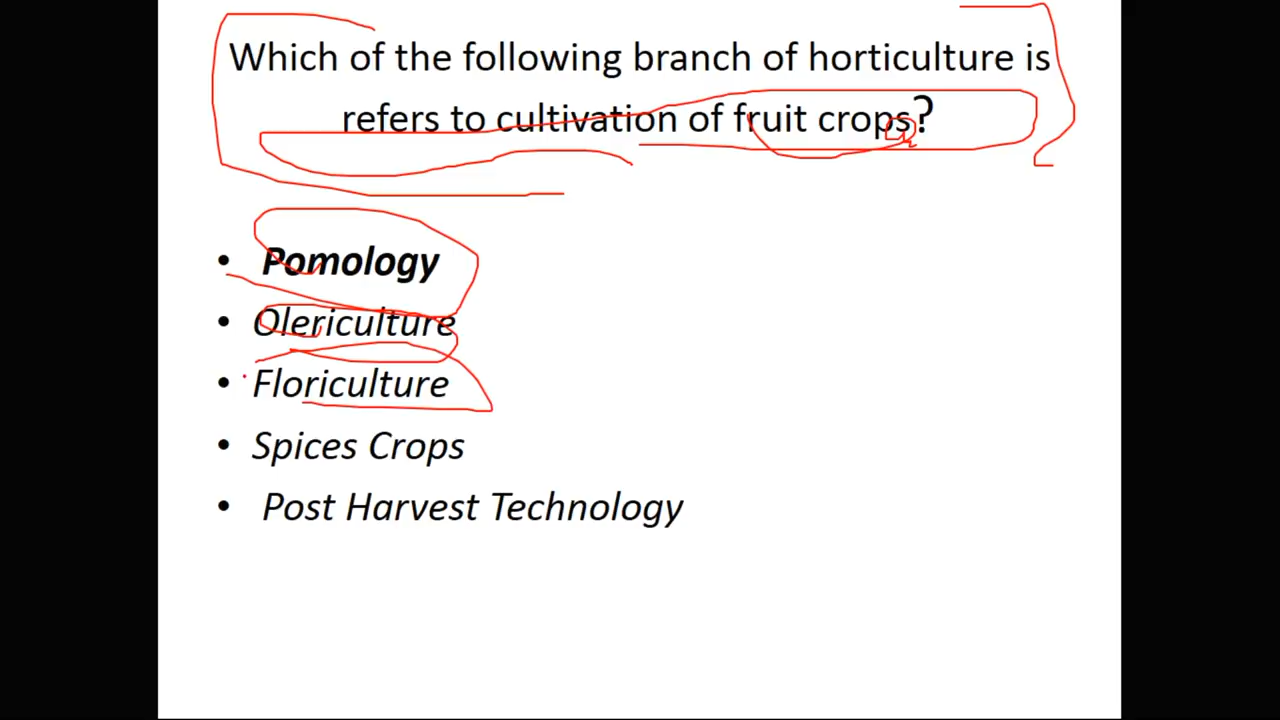 Which of the following branch of horticulture is
refers to cultivation of fruit crops?
• Pomology
• Olericulture
• Floriculture
• Spices Crops
• Post Harvest Technology